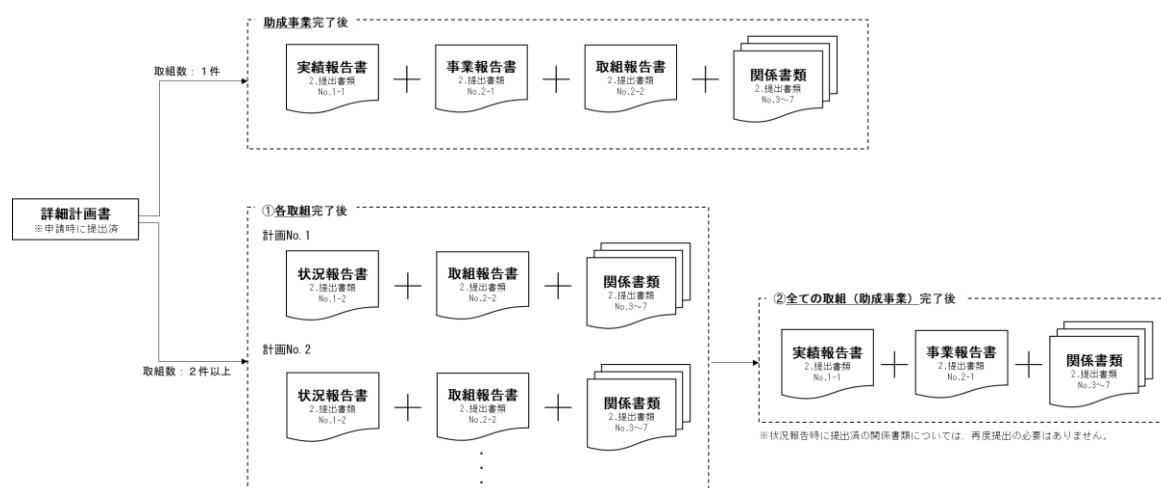 助成事業完了後
取組数：１件
実績報告書
2.提出書類
No.1-1
＋
事業報告書
2.提出書類
No.2-1
＋
取組報告書
2.提出書類
No.2-2
＋
関係書類
2.提出書類
No.3～7
詳細計画書
※申請時に提出済
取組数：２件以上
①各取組完了後
計画No.1
状況報告書
2.提出書類
No.1-2
＋
取組報告書
2.提出書類
No.2-2
＋
関係書類
2.提出書類
No.3～7
計画No.2
状況報告書
2.提出書類
No.1-2
＋
取組報告書
2.提出書類
No.2-2
＋
関係書類
2.提出書類
No.3～7
・
・
・
②全ての取組（助成事業）完了後
実績報告書
2.提出書類
No.1-1
＋
事業報告書
2.提出書類
No.2-1
＋
関係書類
2.提出書類
No.3～7
※状況報告時に提出済の関係書類については、再度提出の必要はありません。